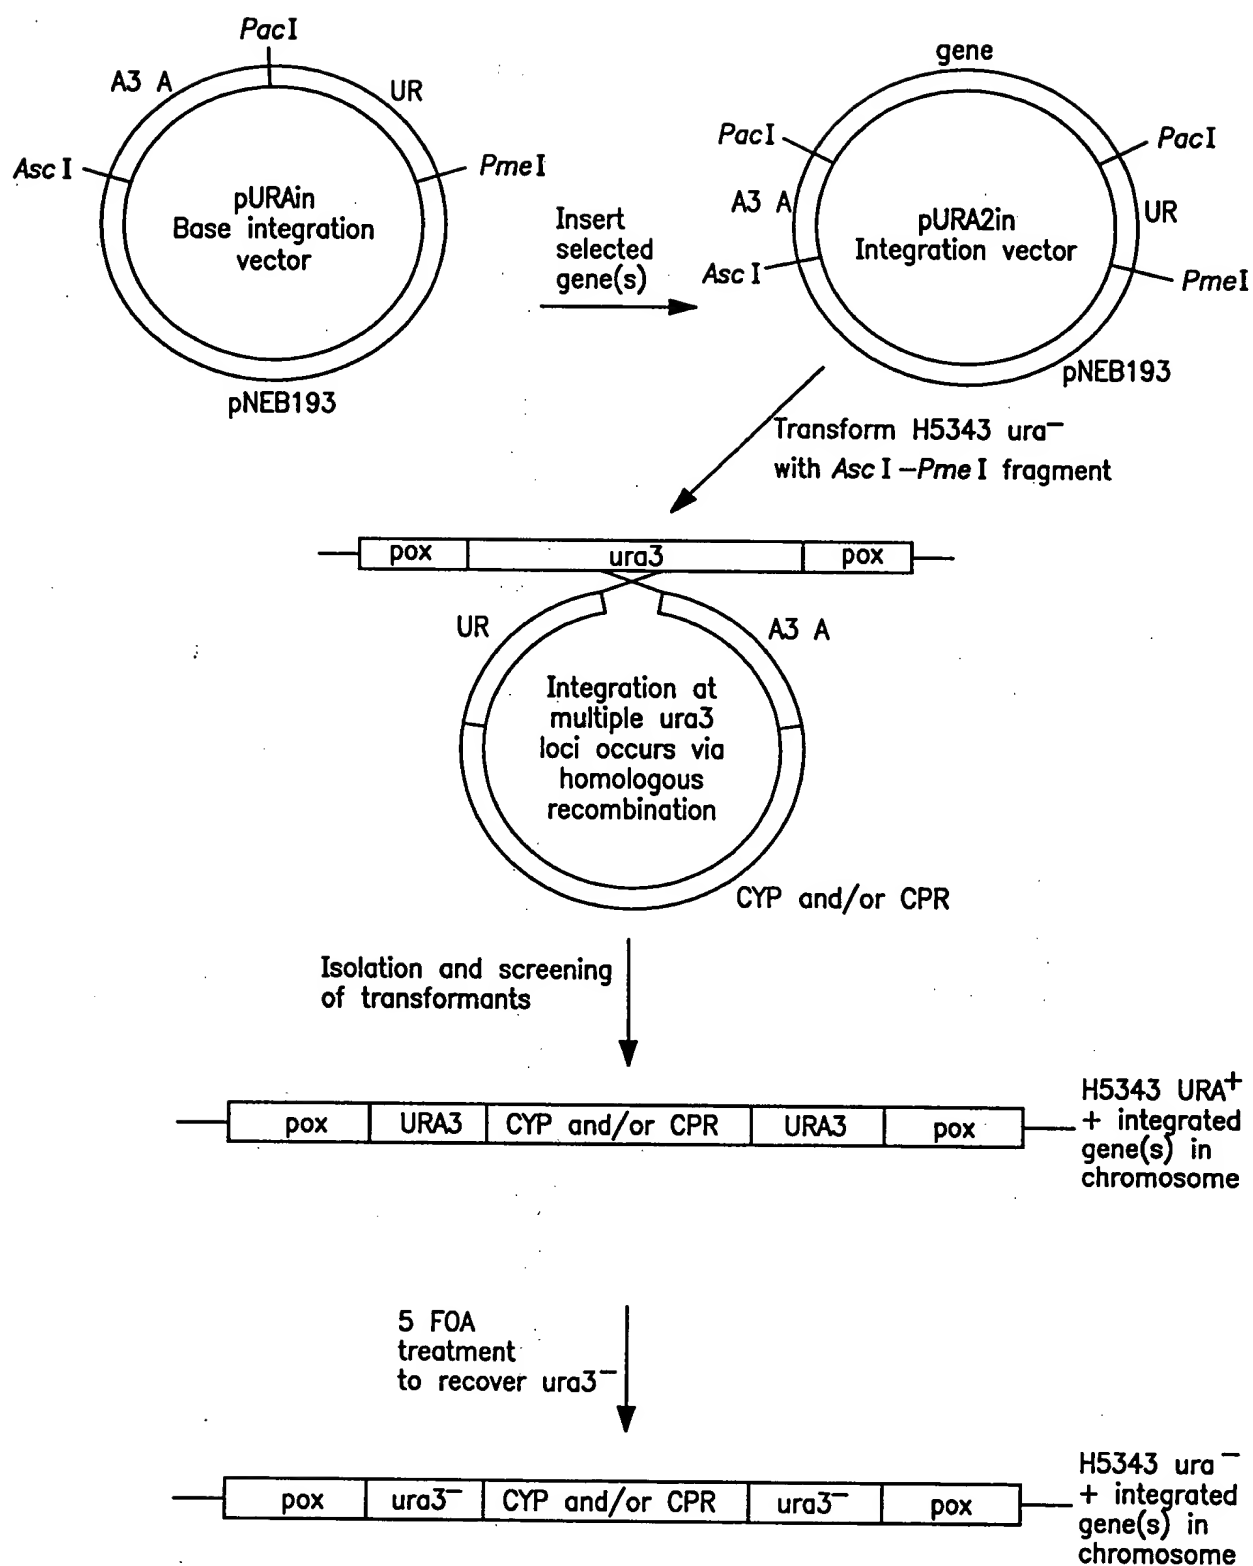 PacI
A3 A
UR
AscI
PmeI
pURAin
Base integration
vector
pNEB193
Insert
selected
gene(s)
gene
PacI
PacI
A3 A
UR
pURA2in
Integration vector
AscI
PmeI
pNEB193
Transform H5343 ura⁻
with AscI–PmeI fragment
pox ura3 pox
UR
A3 A
Integration at
multiple ura3
loci occurs via
homologous
recombination
CYP and/or CPR
Isolation and screening
of transformants
pox URA3 CYP and/or CPR URA3 pox
H5343 URA⁺
+ integrated
gene(s) in
chromosome
5 FOA
treatment
to recover ura3⁻
pox ura3⁻ CYP and/or CPR ura3⁻ pox
H5343 ura⁻
+ integrated
gene(s) in
chromosome